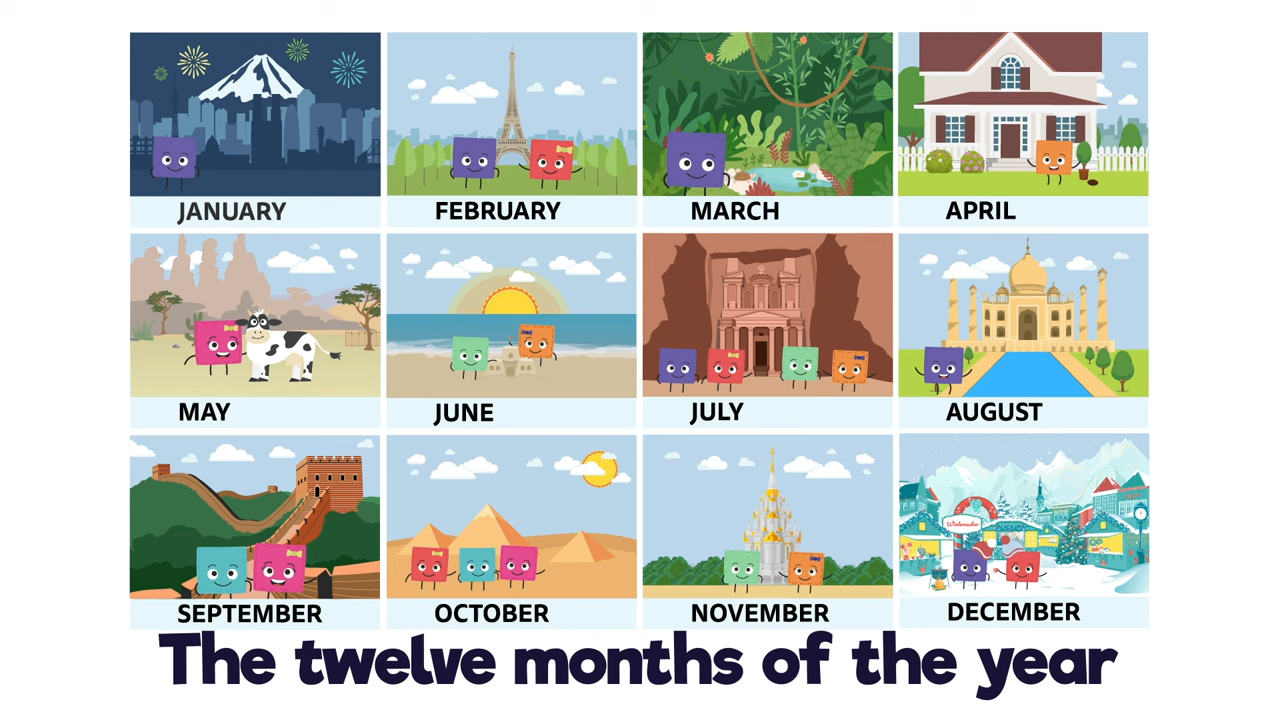 JANUARY
FEBRUARY
MARCH
APRIL
MAY
JUNE
JULY
AUGUST
SEPTEMBER
OCTOBER
NOVEMBER
DECEMBER
The twelve months of the year